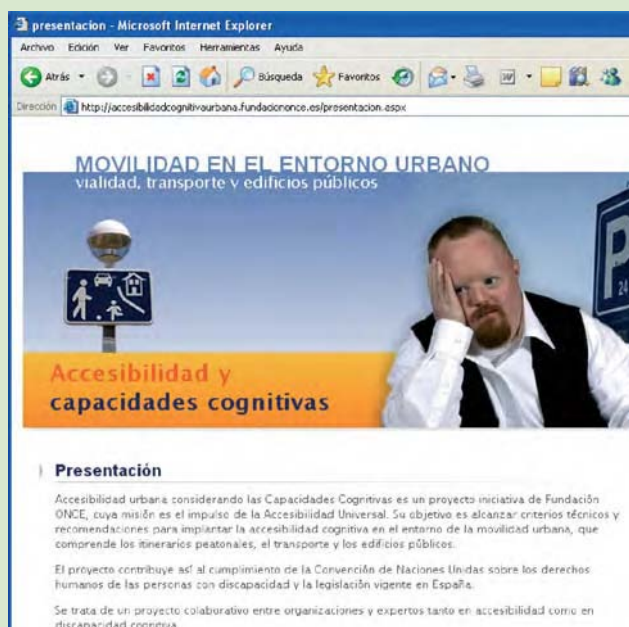 presentacion - Microsoft Internet Explorer
Archivo Edición Ver Favoritos Herramientas Ayuda
Atrás Búsqueda Favoritos
Dirección http://accesibilidadcognitivaurbana.fundaciononce.es/presentacion.aspx
MOVILIDAD EN EL ENTORNO URBANO
vialidad, transporte y edificios públicos
P
24
Accesibilidad y
capacidades cognitivas
Presentación
Accesibilidad urbana considerando las Capacidades Cognitivas es un proyecto iniciativa de Fundación
ONCE, cuya misión es el impulso de la Accesibilidad Universal. Su objetivo es alcanzar criterios técnicos y
recomendaciones para implantar la accesibilidad cognitiva en el entorno de la movilidad urbana, que
comprende los itinerarios peatonales, el transporte y los edificios públicos.
El proyecto contribuye así al cumplimiento de la Convención de Naciones Unidas sobre los derechos
humanos de las personas con discapacidad y la legislación vigente en España.
Se trata de un proyecto colaborativo entre organizaciones y expertos tanto en accesibilidad como en
discapacidad cognitiva.